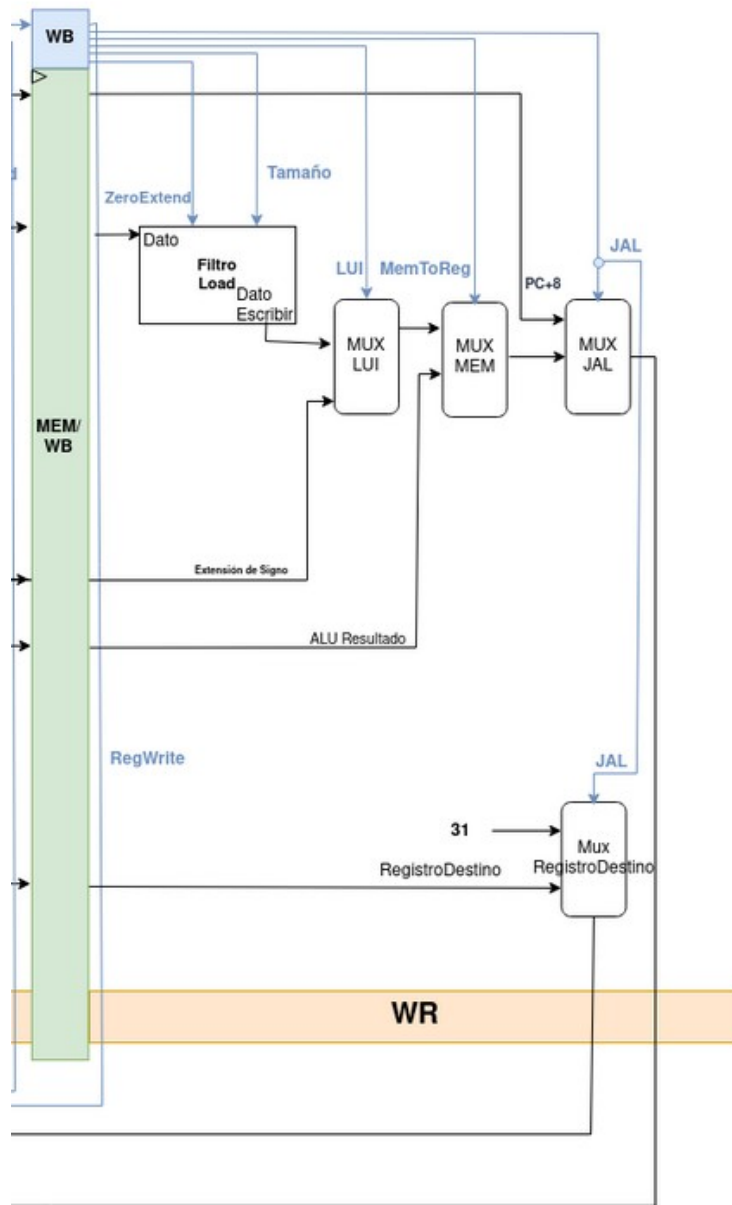 WB
d
ZeroExtend
Tamaño
Dato
Filtro
Load
Dato
Escribir
LUI
MemToReg
JAL
PC+8
MUX
LUI
MUX
MEM
MUX
JAL
MEM/
WB
Extensión de Signo
ALU Resultado
RegWrite
JAL
31
Mux
RegistroDestino
RegistroDestino
WR